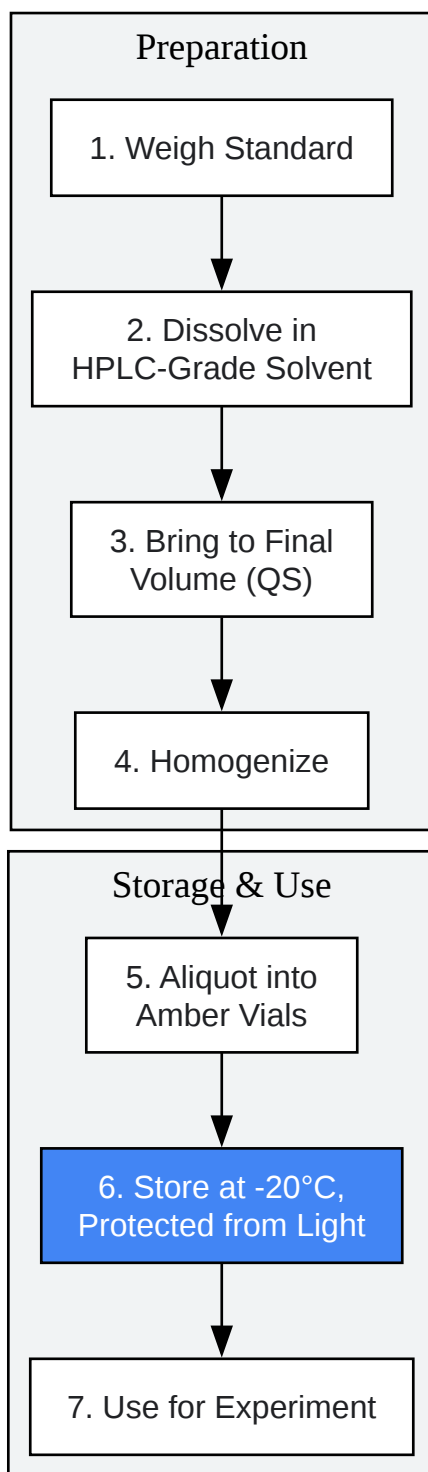 Preparation
1. Weigh Standard
2. Dissolve in
HPLC-Grade Solvent
3. Bring to Final
Volume (QS)
4. Homogenize
Storage & Use
5. Aliquot into
Amber Vials
6. Store at -20°C,
Protected from Light
7. Use for Experiment